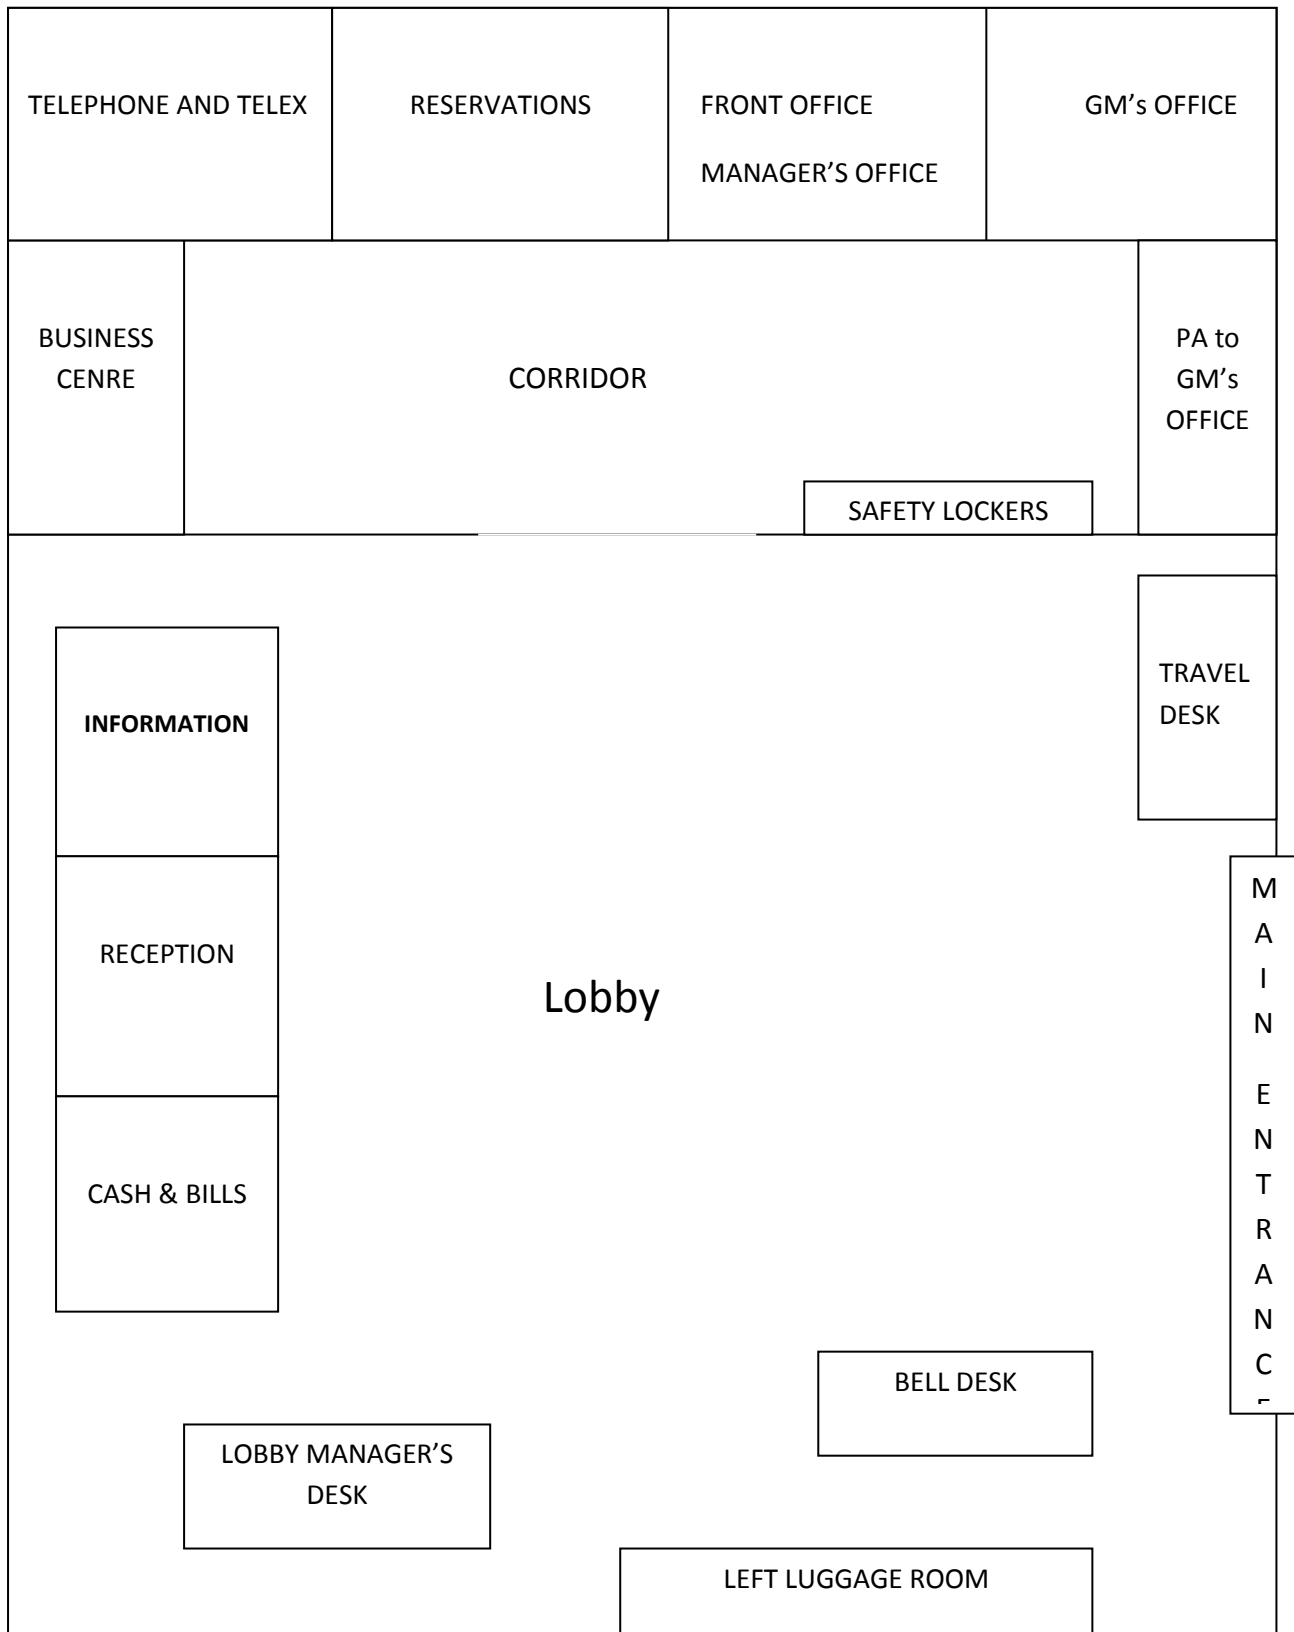 TELEPHONE AND TELEX
RESERVATIONS
FRONT OFFICE
MANAGER’S OFFICE
GM’s OFFICE
BUSINESS
CENRE
CORRIDOR
PA to
GM’s
OFFICE
SAFETY LOCKERS
INFORMATION
TRAVEL
DESK
RECEPTION
Lobby
CASH & BILLS
M
A
I
N
E
N
T
R
A
N
C
E
BELL DESK
LOBBY MANAGER’S
DESK
LEFT LUGGAGE ROOM